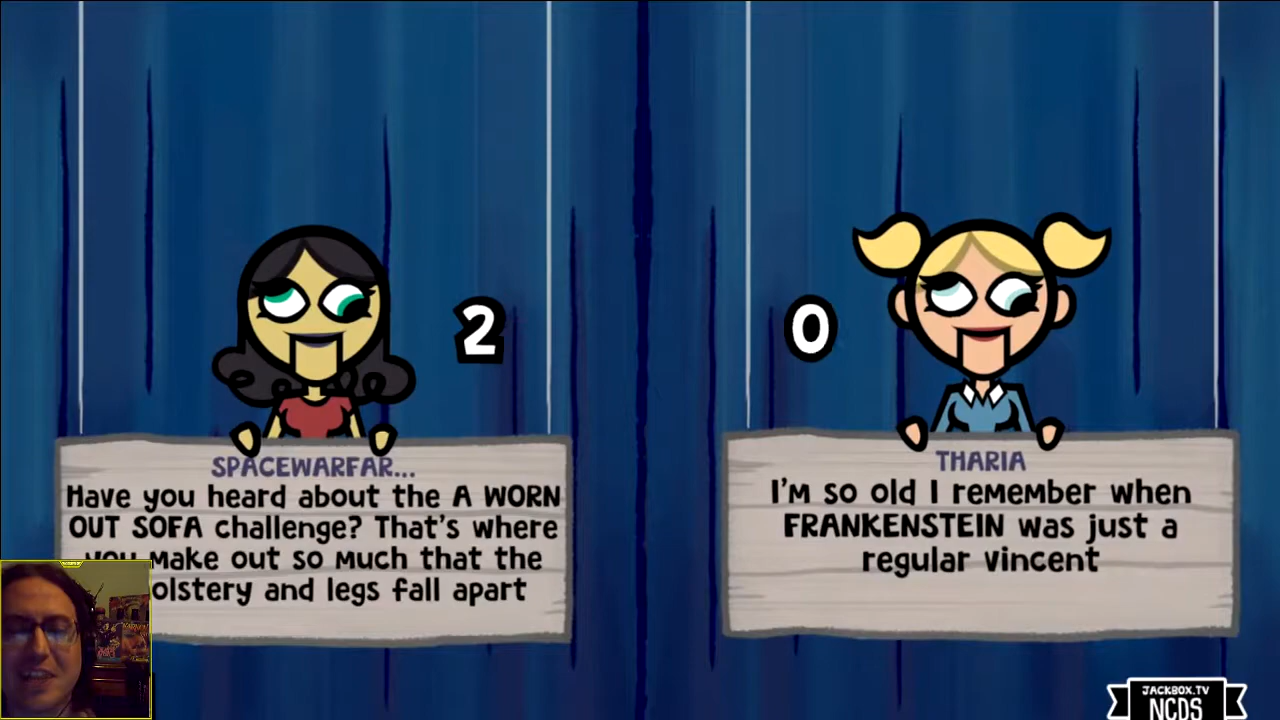 2
0
SPACEWARFAR...
Have you heard about the A WORN
OUT SOFA challenge? That's where
you make out so much that the
olstery and legs fall apart
THARIA
I'm so old I remember when
FRANKENSTEIN was just a
regular vincent
JACKBOX.TV
NCDS